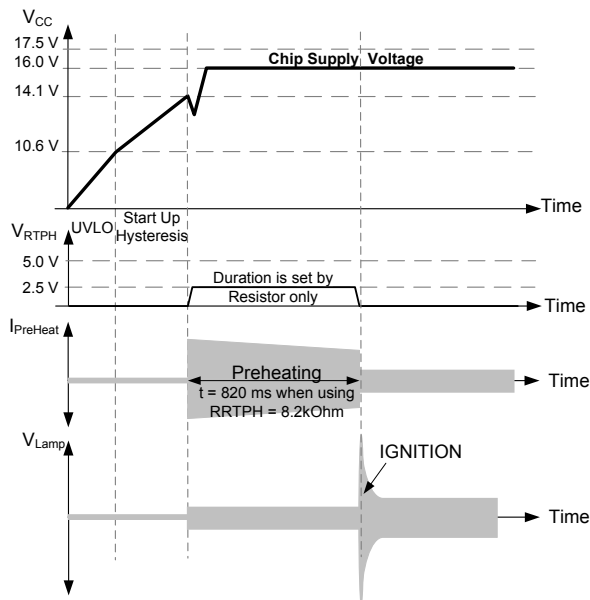 VCC
17.5 V
16.0 V
Chip Supply Voltage
14.1 V
10.6 V
Time
VRTPH
UVLO
Start Up
Hysteresis
5.0 V
2.5 V
Duration is set by
Resistor only
Time
IPreHeat
Preheating
t = 820 ms when using
RRTPH = 8.2kOhm
Time
VLamp
IGNITION
Time